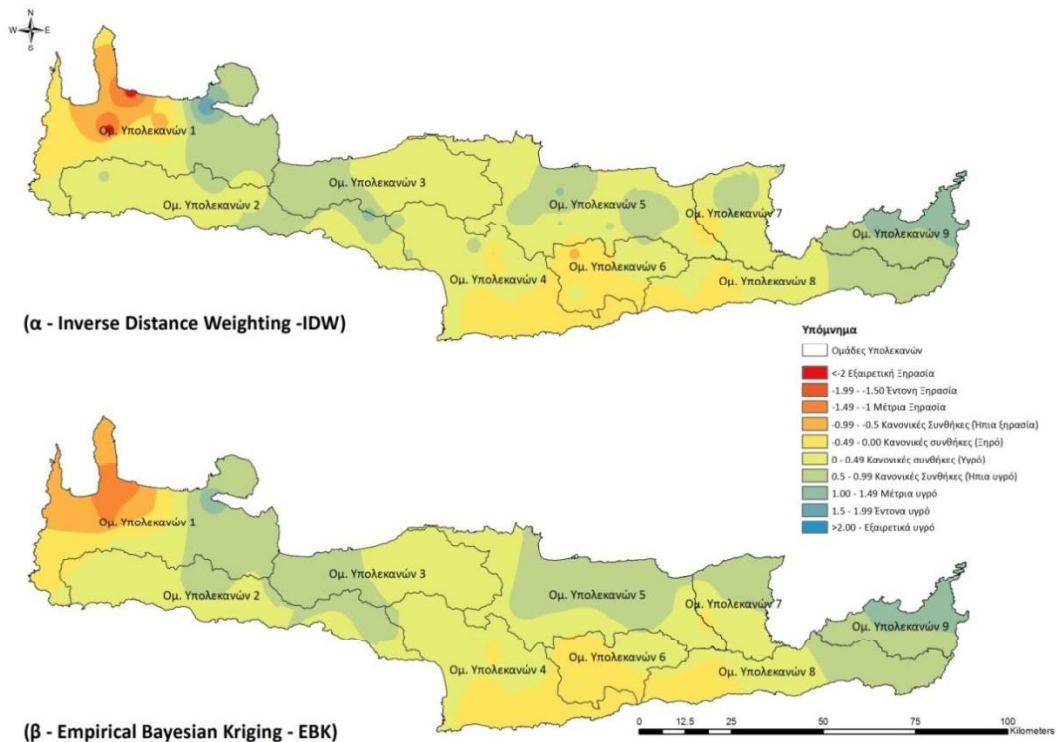 N
W E
S
Ομ. Υπολεκανών 1
Ομ. Υπολεκανών 2
Ομ. Υπολεκανών 3
Ομ. Υπολεκανών 4
Ομ. Υπολεκανών 5
Ομ. Υπολεκανών 6
Ομ. Υπολεκανών 7
Ομ. Υπολεκανών 8
Ομ. Υπολεκανών 9
(α - Inverse Distance Weighting -IDW)
Υπόμνημα
Ομάδες Υπολεκανών
<-2 Εξαιρετική Ξηρασία
-1.99 - -1.50 Έντονη Ξηρασία
-1.49 - -1 Μέτρια Ξηρασία
-0.99 - -0.5 Κανονικές Συνθήκες (Ήπια ξηρασία)
-0.49 - 0.00 Κανονικές συνθήκες (Ξηρό)
0 - 0.49 Κανονικές συνθήκες (Υγρό)
0.5 - 0.99 Κανονικές Συνθήκες (Ήπια υγρό)
1.00 - 1.49 Μέτρια υγρό
1.5 - 1.99 Έντονα υγρό
>2.00 - Εξαιρετικά υγρό
Ομ. Υπολεκανών 1
Ομ. Υπολεκανών 2
Ομ. Υπολεκανών 3
Ομ. Υπολεκανών 4
Ομ. Υπολεκανών 5
Ομ. Υπολεκανών 6
Ομ. Υπολεκανών 7
Ομ. Υπολεκανών 8
Ομ. Υπολεκανών 9
(β - Empirical Bayesian Kriging - EBK)
0 12.5 25 50 75 100
Kilometers